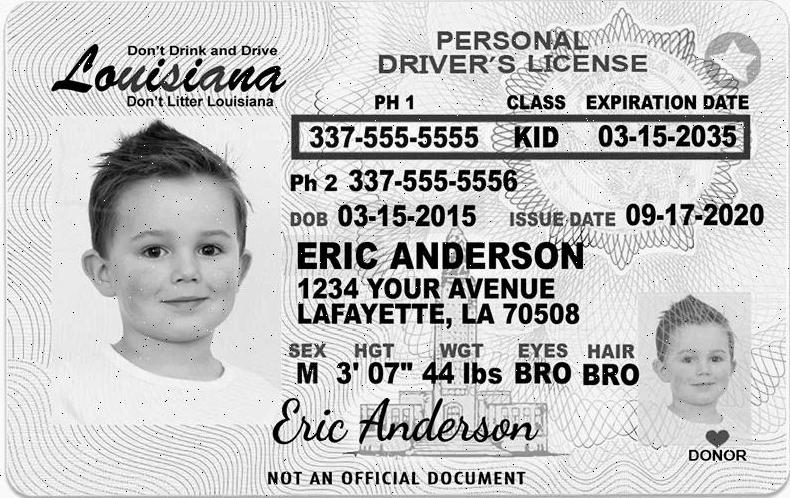 Don't Drink and Drive
Louisiana
Don't Litter Louisiana
PERSONAL
DRIVER'S LICENSE
PH 1 CLASS EXPIRATION DATE
337-555-5555 KID 03-15-2035
Ph 2 337-555-5556
DOB 03-15-2015 ISSUE DATE 09-17-2020
ERIC ANDERSON
1234 YOUR AVENUE
LAFAYETTE, LA 70508
SEX HGT WGT EYES HAIR
M 3' 07" 44 lbs BRO BRO
Eric Anderson
DONOR
NOT AN OFFICIAL DOCUMENT